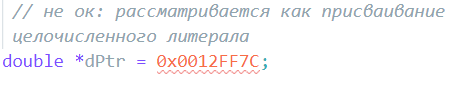 // не ок: рассматривается как присваивание
целочисленного литерала
double *dPtr = 0x0012FF7C;